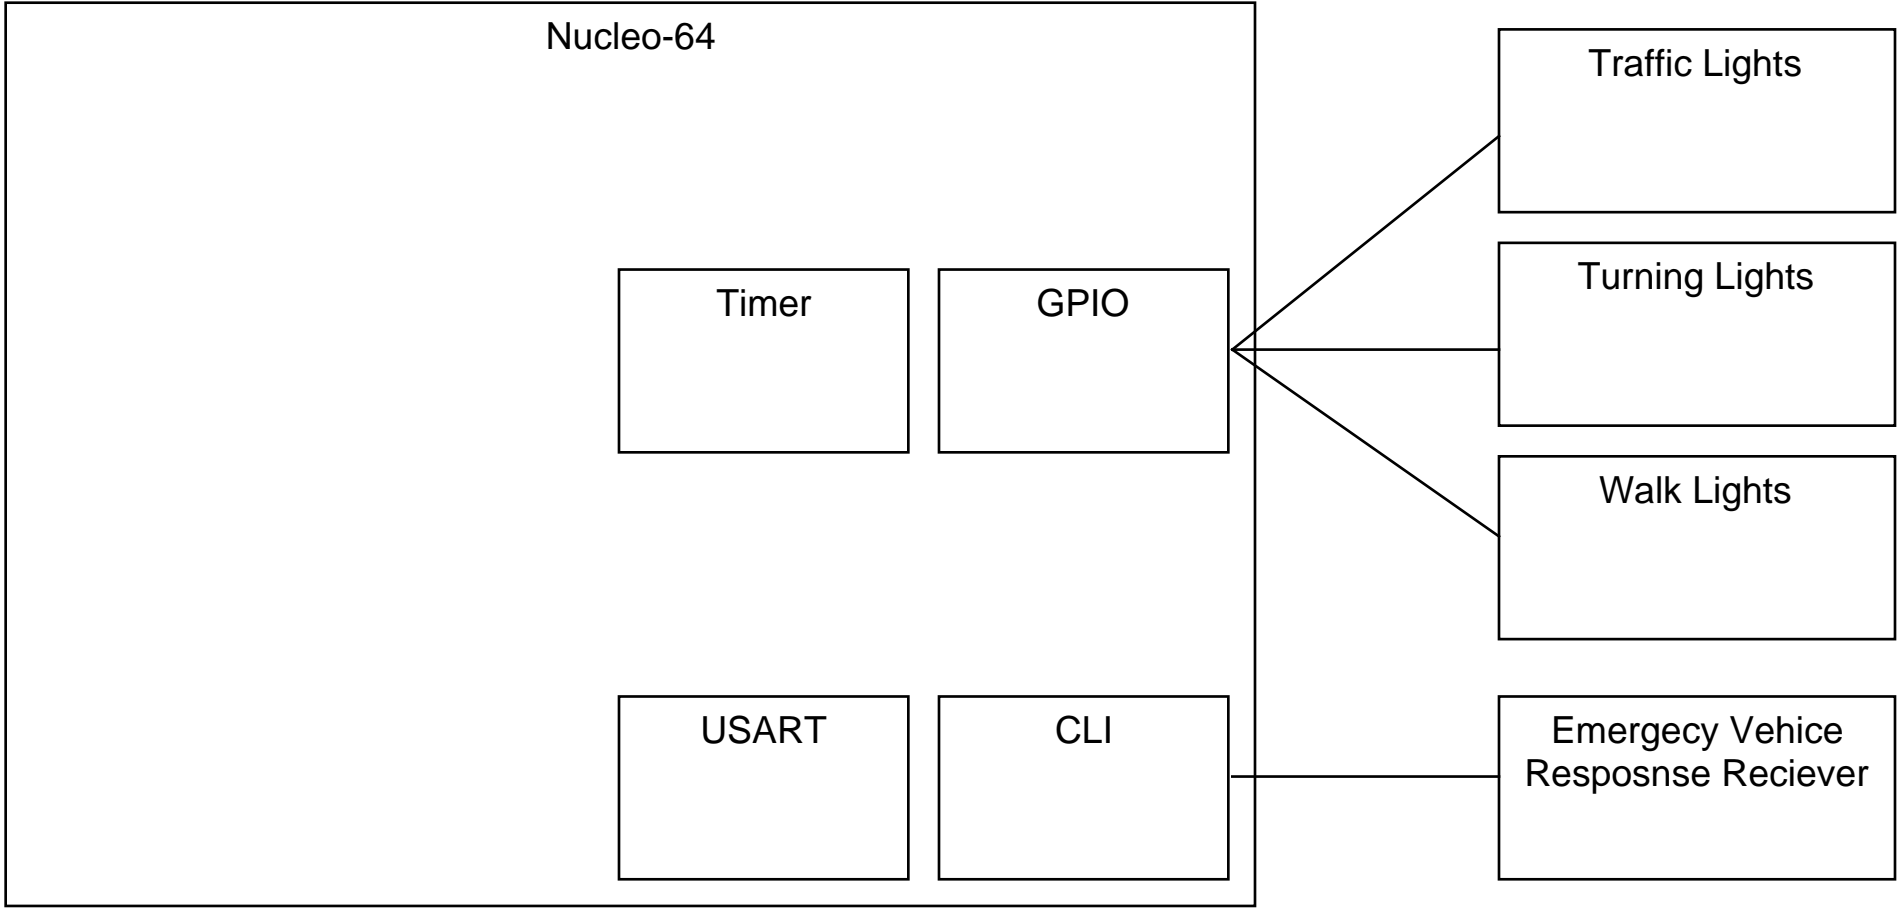 Nucleo-64
Traffic Lights
Turning Lights
Timer
GPIO
Walk Lights
USART
CLI
Emergecy Vehice
Resposnse Reciever